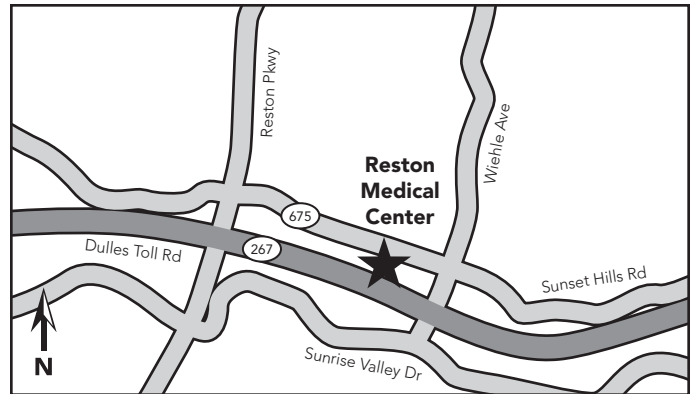 Reston Pkwy
Wiehle Ave
Reston
Medical
Center
675
267
Dulles Toll Rd
Sunset Hills Rd
Sunrise Valley Dr
N